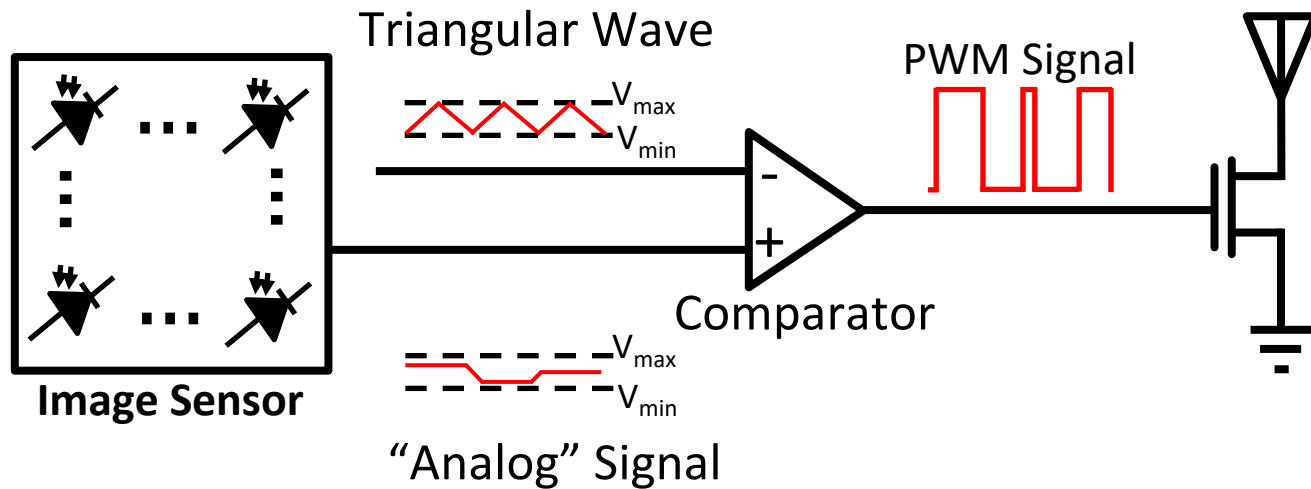 Triangular Wave
PWM Signal
Vmax
Vmin
-
+
Comparator
Vmax
Vmin
Image Sensor
“Analog” Signal